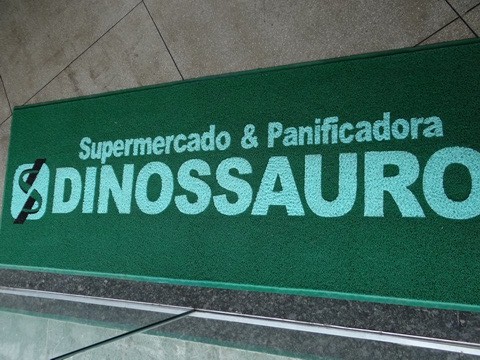 Supermercado & Panificadora
DINOSSAURO